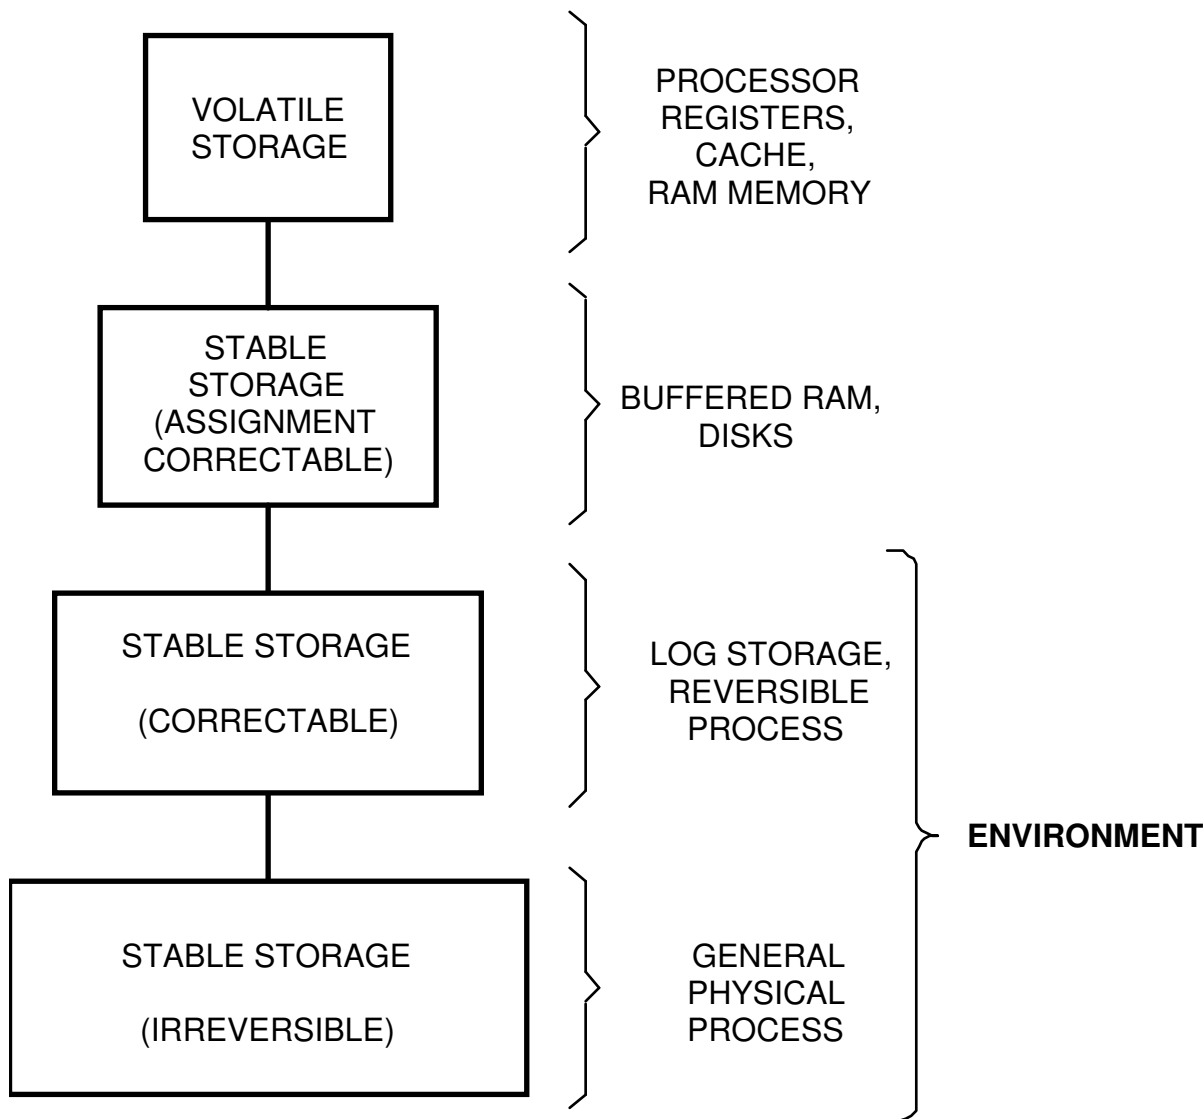 VOLATILE
STORAGE
PROCESSOR
REGISTERS,
CACHE,
RAM MEMORY
STABLE
STORAGE
(ASSIGNMENT
CORRECTABLE)
BUFFERED RAM,
DISKS
STABLE STORAGE
(CORRECTABLE)
LOG STORAGE,
REVERSIBLE
PROCESS
STABLE STORAGE
(IRREVERSIBLE)
GENERAL
PHYSICAL
PROCESS
ENVIRONMENT